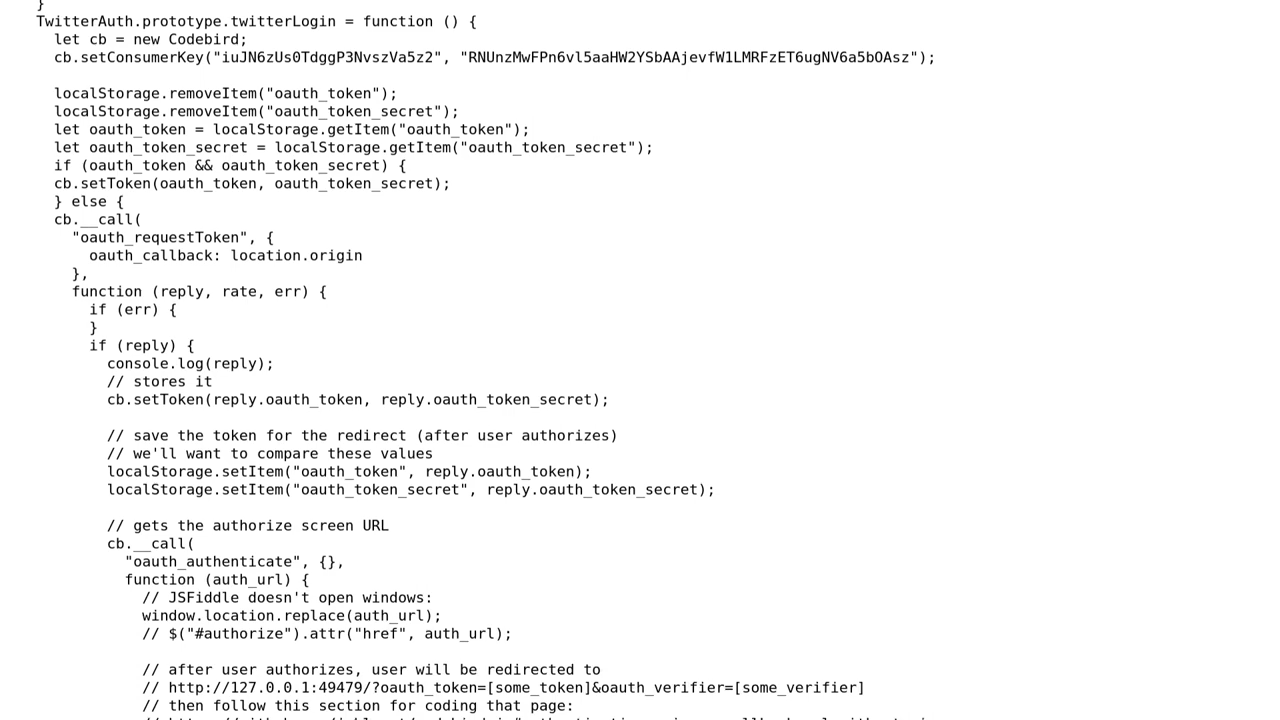 }
TwitterAuth.prototype.twitterLogin = function () {
let cb = new Codebird;
cb.setConsumerKey("iuJN6zUs0TdggP3NvszVa5z2", "RNUnzMwFPn6vl5aaHW2YSbAAjevfW1LMRFzET6ugNV6a5bOAsz");
localStorage.removeItem("oauth_token");
localStorage.removeItem("oauth_token_secret");
let oauth_token = localStorage.getItem("oauth_token");
let oauth_token_secret = localStorage.getItem("oauth_token_secret");
if (oauth_token && oauth_token_secret) {
cb.setToken(oauth_token, oauth_token_secret);
} else {
cb.__call(
"oauth_requestToken", {
oauth_callback: location.origin
},
function (reply, rate, err) {
if (err) {
}
if (reply) {
console.log(reply);
// stores it
cb.setToken(reply.oauth_token, reply.oauth_token_secret);
// save the token for the redirect (after user authorizes)
// we'll want to compare these values
localStorage.setItem("oauth_token", reply.oauth_token);
localStorage.setItem("oauth_token_secret", reply.oauth_token_secret);
// gets the authorize screen URL
cb.__call(
"oauth_authenticate", {},
function (auth_url) {
// JSFiddle doesn't open windows:
window.location.replace(auth_url);
// $("#authorize").attr("href", auth_url);
// after user authorizes, user will be redirected to
// http://127.0.0.1:49479/?oauth_token=[some_token]&oauth_verifier=[some_verifier]
// then follow this section for coding that page: